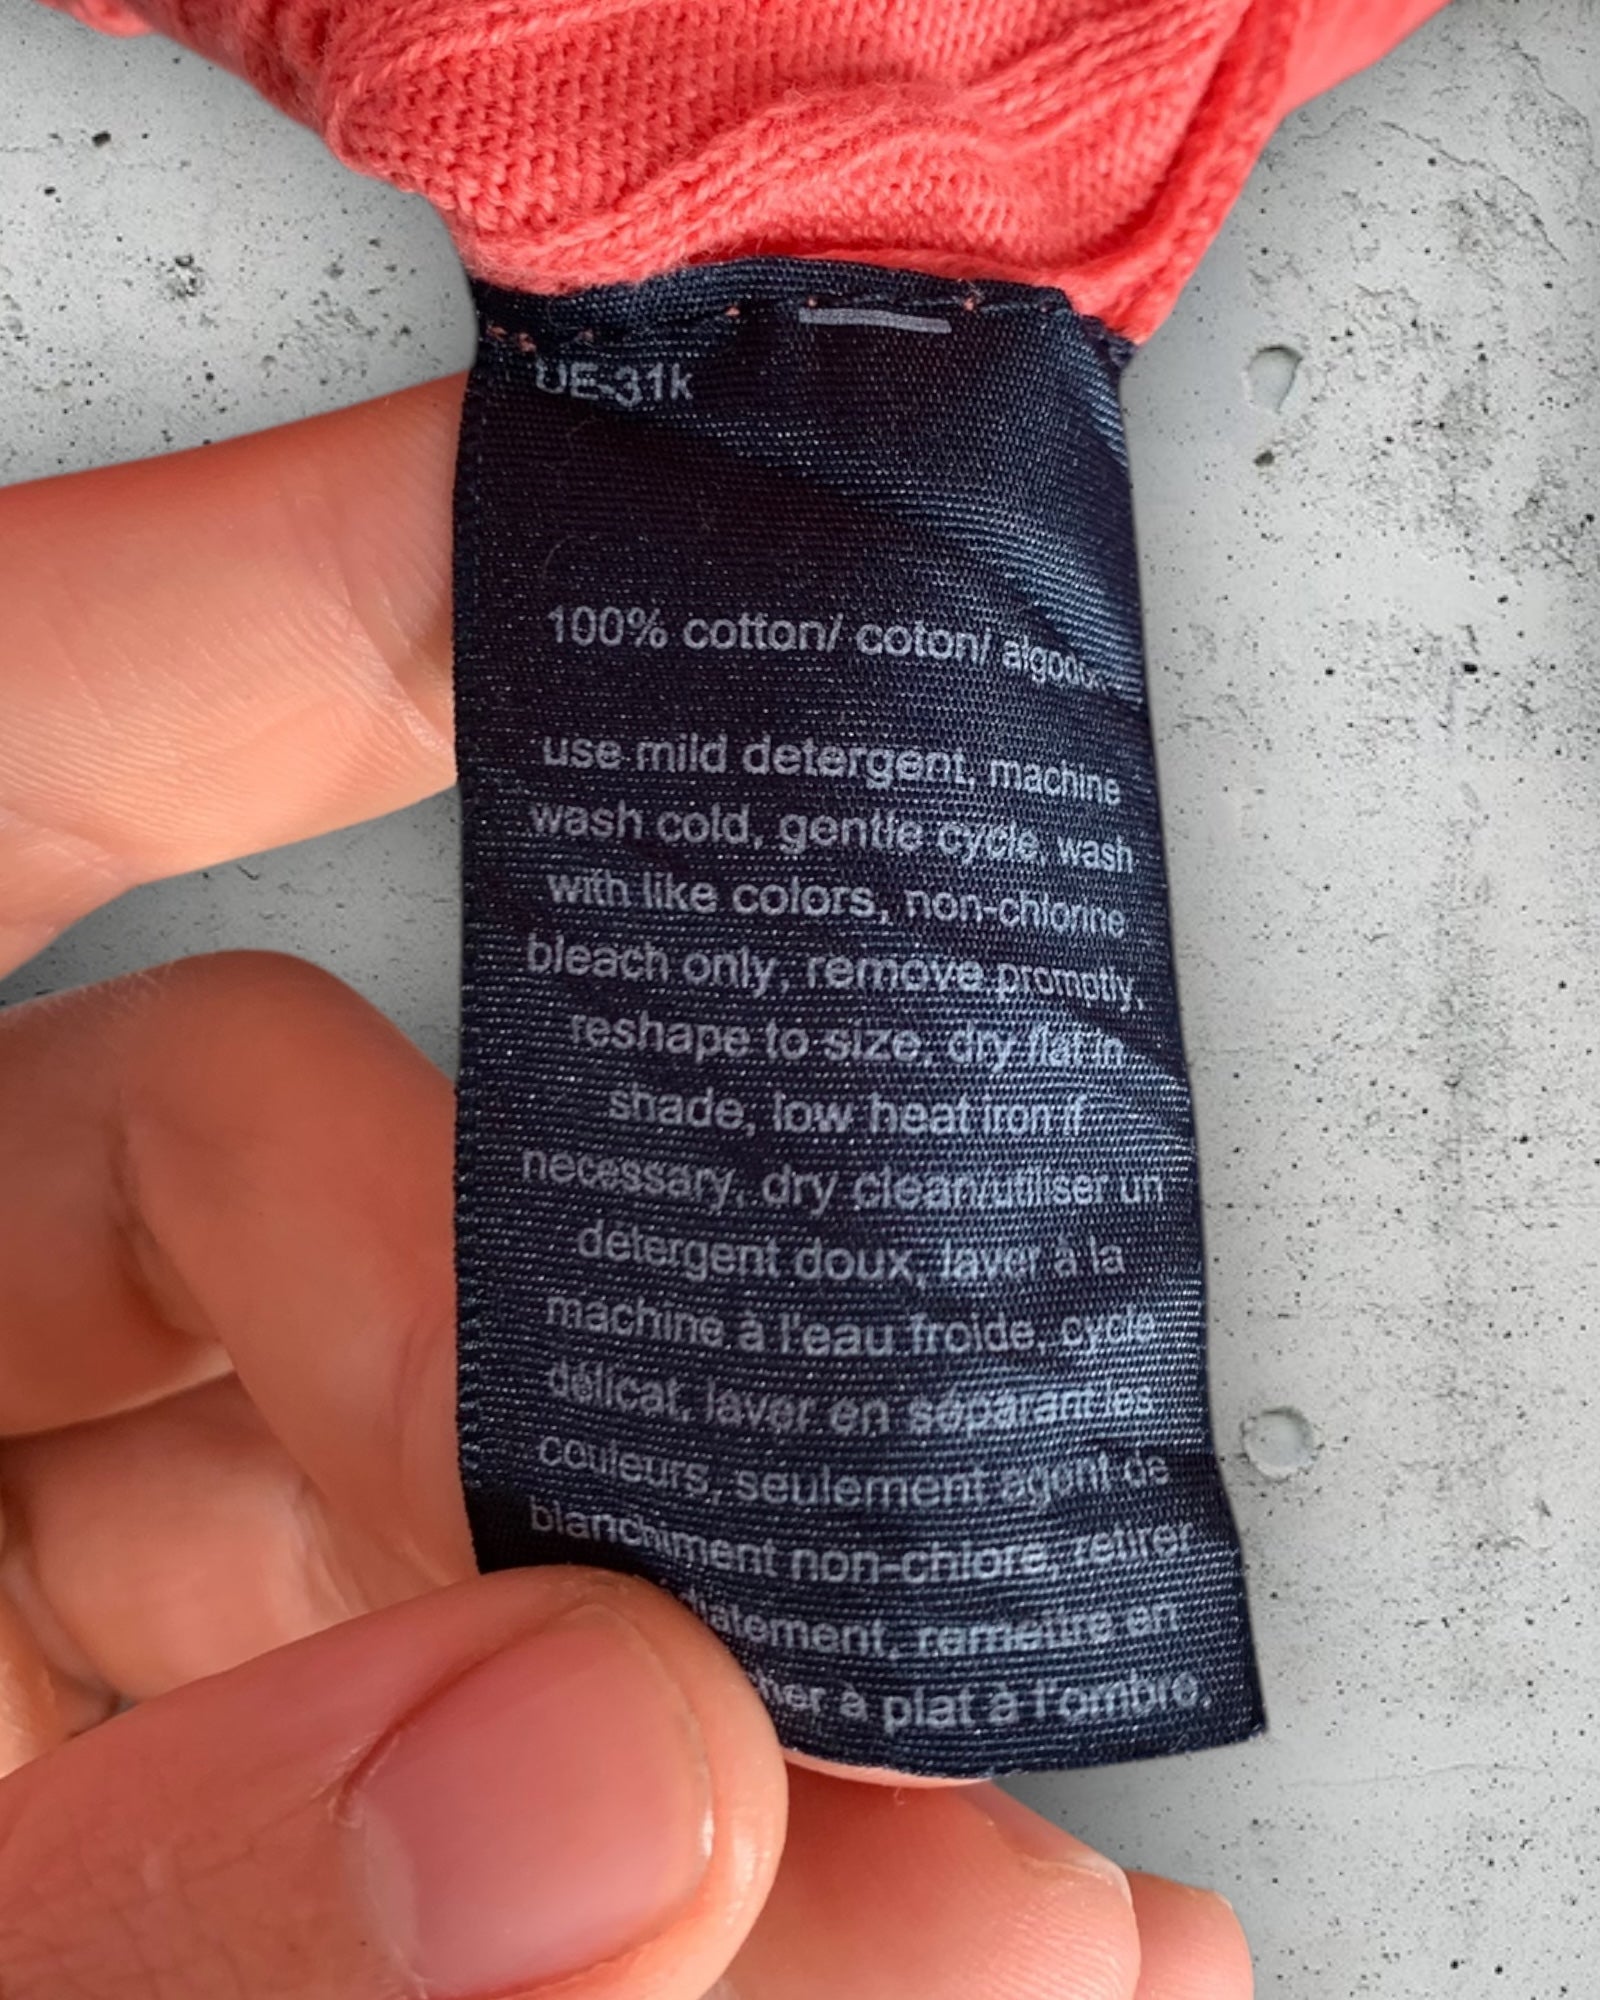 UE-31k
100% cotton/ coton/
use mild detergent, machine
wash cold, gentle cycle, wash
with like colors, non-chlorine
bleach only, remove promptly,
reshape to size, dry flat in
shade, low heat iron if
necessary, dry clean/utiliser un
détergent doux, laver à la
machine à l'eau froide, cycle
délicat, laver en séparant les
couleurs, seulement agent de
blanchiment non-chlore, retirer
remettre en
à plat à l'ombre.